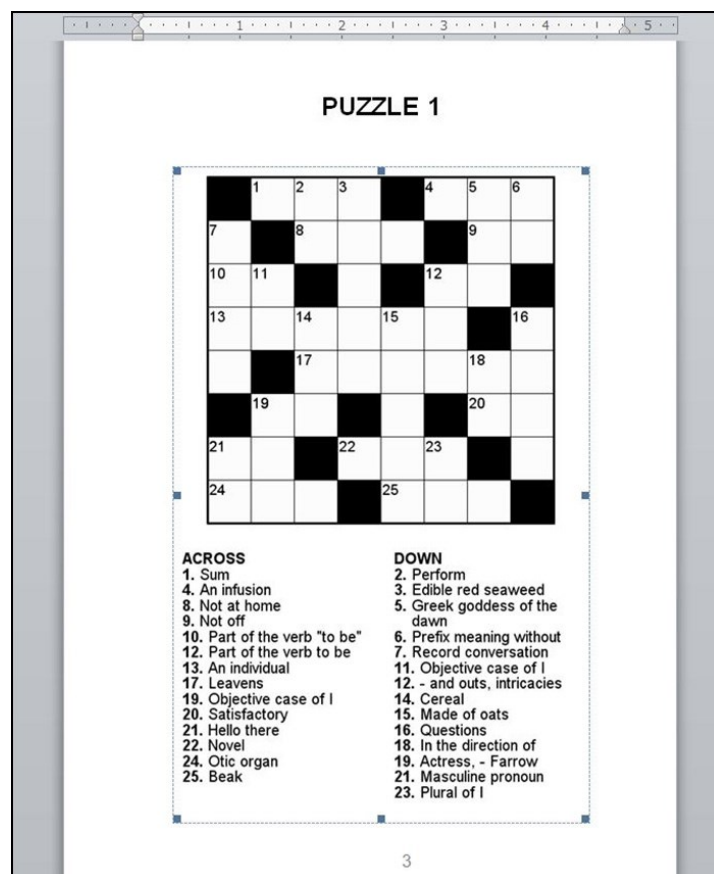 1 2 3 4 5
PUZZLE 1
1 2 3 4 5 6
7 8 9
10 11 12
13 14 15 16
17 18
19 20
21 22 23
24 25
ACROSS
1. Sum
4. An infusion
8. Not at home
9. Not off
10. Part of the verb "to be"
12. Part of the verb to be
13. An individual
17. Leavens
19. Objective case of I
20. Satisfactory
21. Hello there
22. Novel
24. Otic organ
25. Beak
DOWN
2. Perform
3. Edible red seaweed
5. Greek goddess of the
dawn
6. Prefix meaning without
7. Record conversation
11. Objective case of I
12. - and outs, intricacies
14. Cereal
15. Made of oats
16. Questions
18. In the direction of
19. Actress, - Farrow
21. Masculine pronoun
23. Plural of I
3